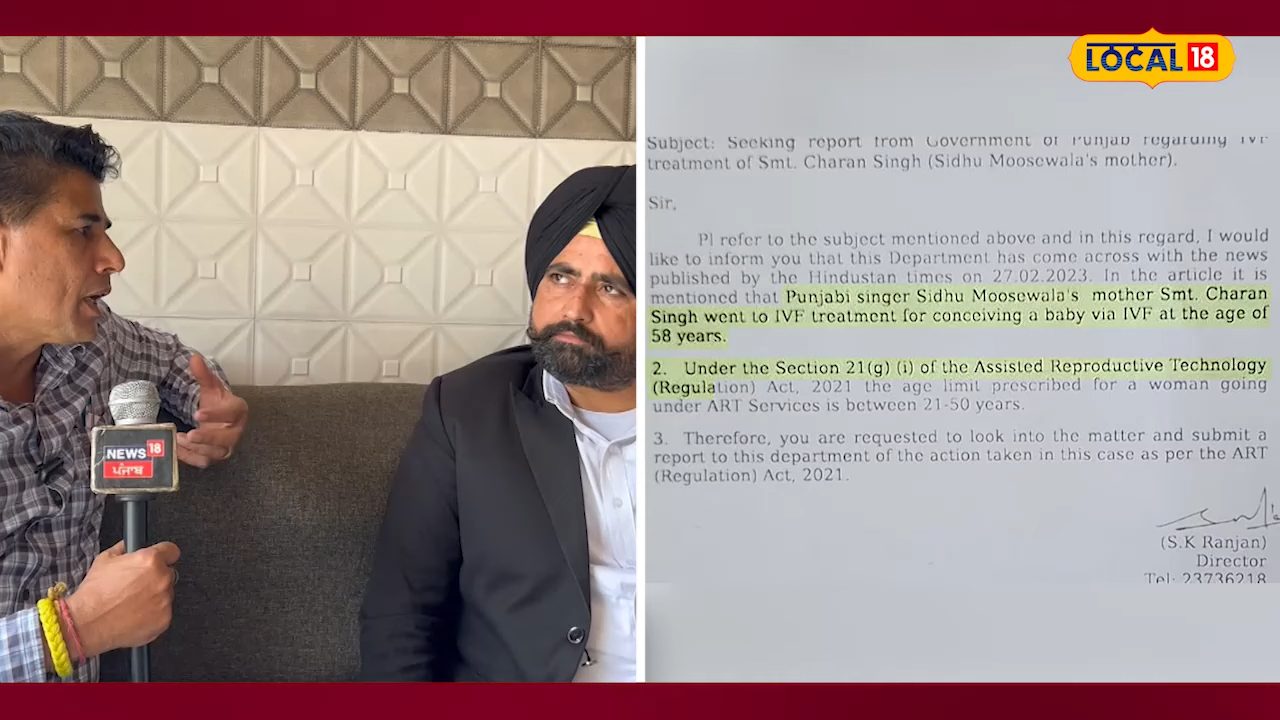 LOCAL 18
Subject: Seeking report from Government of Punjab regarding IVF
treatment of Smt. Charan Singh (Sidhu Moosewala's mother).
Sir,
Pl refer to the subject mentioned above and in this regard, I would
like to inform you that this Department has come across with the news
published by the Hindustan times on 27.02.2023. In the article it is
mentioned that Punjabi singer Sidhu Moosewala's mother Smt. Charan
Singh went to IVF treatment for conceiving a baby via IVF at the age of
58 years.
2. Under the Section 21(g) (i) of the Assisted Reproductive Technology
(Regulation) Act, 2021 the age limit prescribed for a woman going
under ART Services is between 21-50 years.
3. Therefore, you are requested to look into the matter and submit a
report to this department of the action taken in this case as per the ART
(Regulation) Act, 2021.
(S.K Ranjan)
Director
Tel: 23736218
NEWS 18
ਪੰਜਾਬ